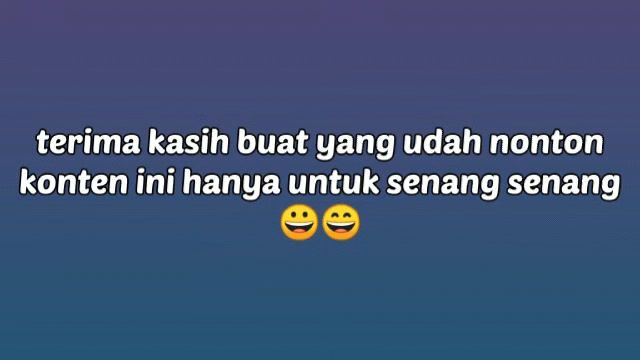 terima kasih buat yang udah nonton
konten ini hanya untuk senang senang
😀😄